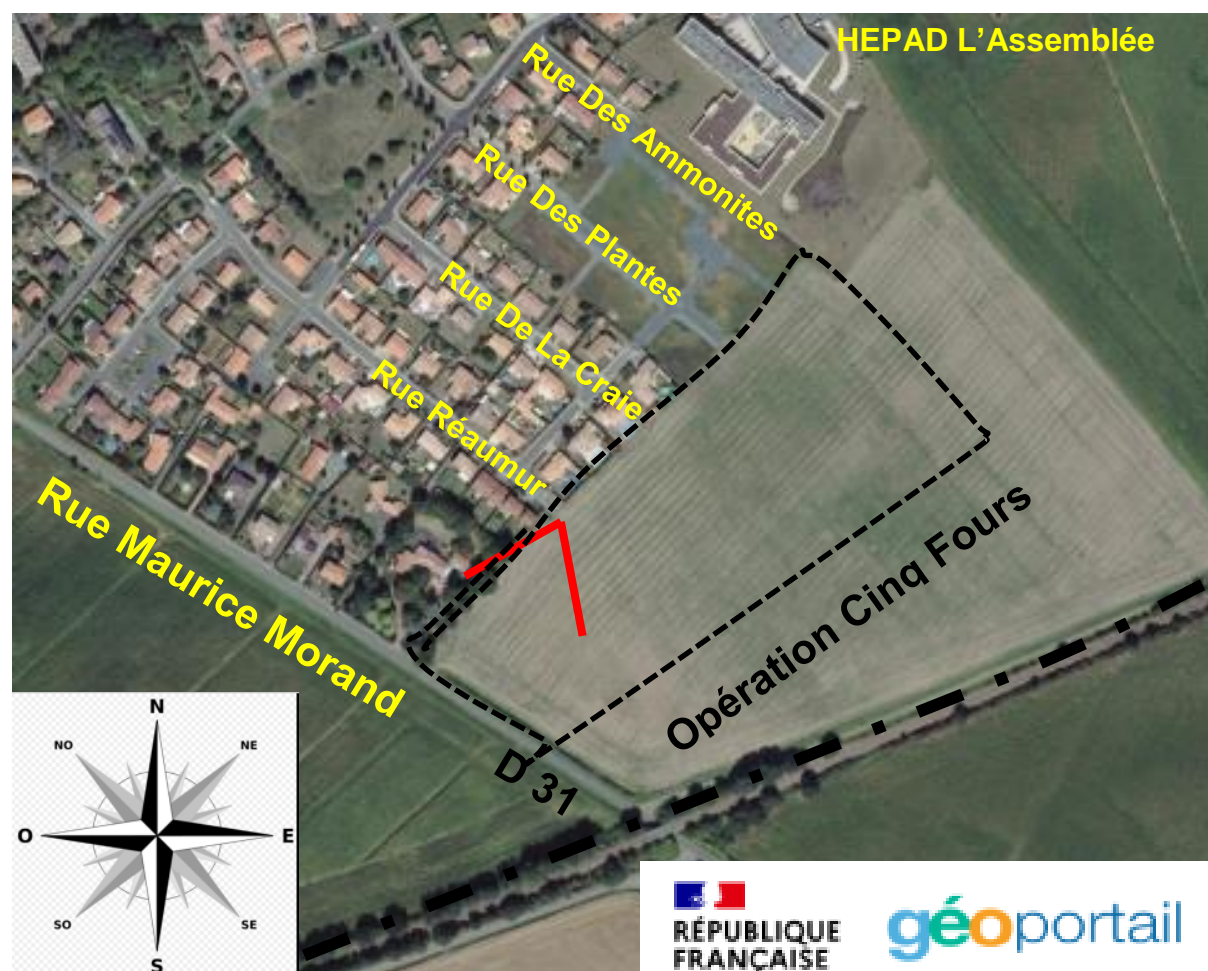 HEPAD L'Assemblée
Rue Des Ammonites
Rue Des Plantes
Rue De La Craie
Rue Réaumur
Rue Maurice Morand
Opération Cinq Fours
D 31
N
NO
NE
O
E
SO
SE
S
RÉPUBLIQUE
FRANÇAISE
géoportail